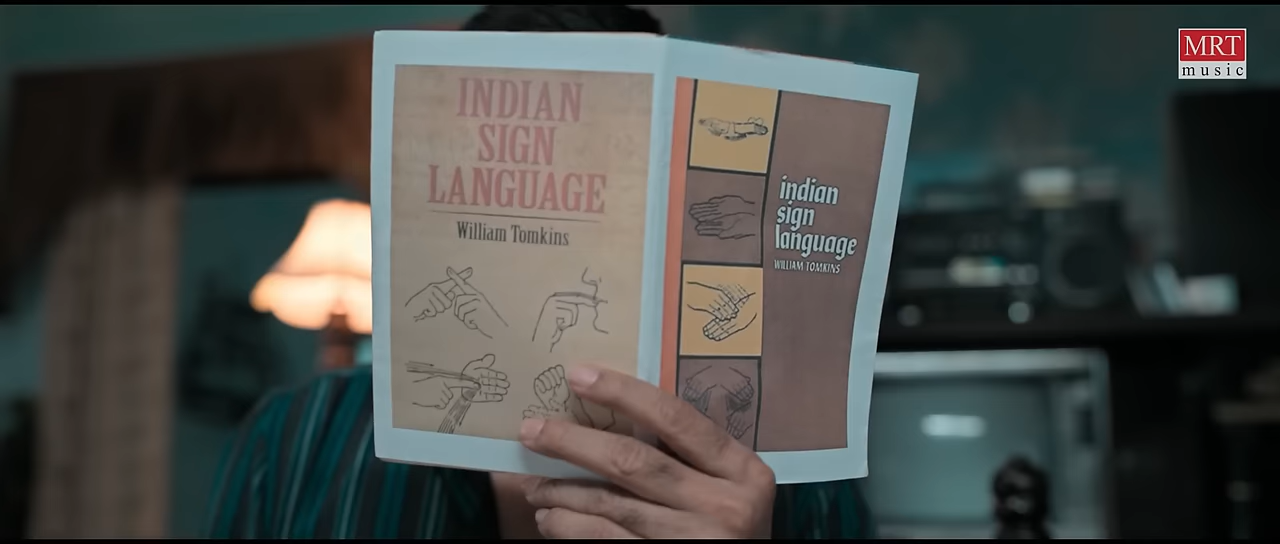 INDIAN
SIGN
LANGUAGE
William Tomkins
indian
sign
language
WILLIAM TOMKINS
MRT
music